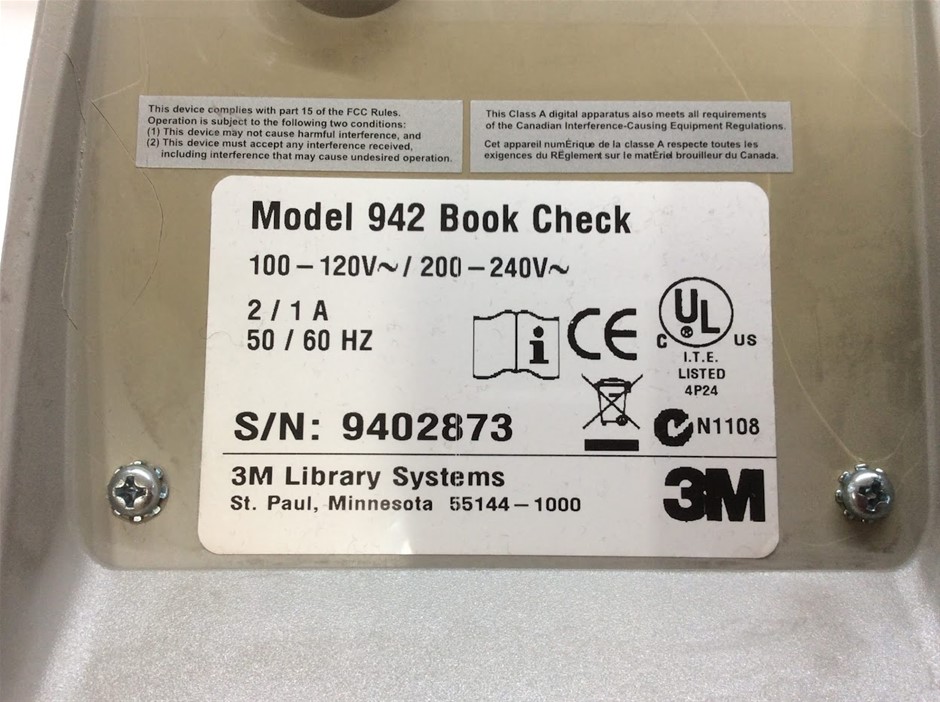 This device complies with part 15 of the FCC Rules.
Operation is subject to the following two conditions:
(1) This device may not cause harmful interference, and
(2) This device must accept any interference received,
including interference that may cause undesired operation.
This Class A digital apparatus also meets all requirements
of the Canadian Interference-Causing Equipment Regulations.
Cet appareil numÉrique de la classe A respecte toutes les
exigences du RÈglement sur le matÉriel brouilleur du Canada.
Model 942 Book Check
100 – 120V~ / 200 – 240V~
2 / 1 A
50 / 60 HZ
i
CE
C UL ® US
I.T.E.
LISTED
4P24
S/N: 9402873
N1108
3M Library Systems
St. Paul, Minnesota 55144 – 1000
3M